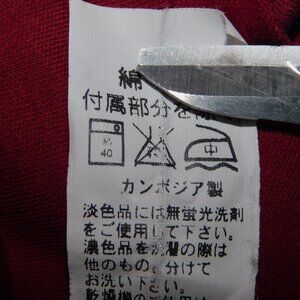 綿
付属部分を除
弱
40
カンボジア製
淡色品には無蛍光洗剤
をご使用して下さい。
濃色品を洗濯の際は
他のものと分けて
お洗い下さい。